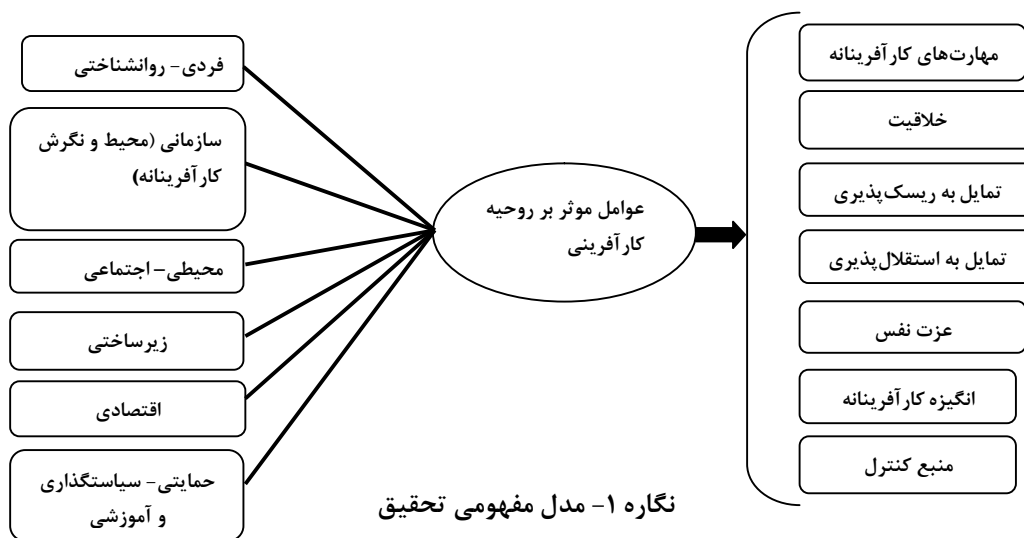 مهارت‌های کارآفرینانه
خلاقیت
تمایل به ریسک‌پذیری
تمایل به استقلال‌پذیری
عزت نفس
انگیزه کارآفرینانه
منبع کنترل
عوامل موثر بر روحیه
کارآفرینی
فردی- روانشناختی
سازمانی (محیط و نگرش
کارآفرینانه)
محیطی- اجتماعی
زیرساختی
اقتصادی
حمایتی- سیاستگذاری
و آموزشی
نگاره ۱- مدل مفهومی تحقیق